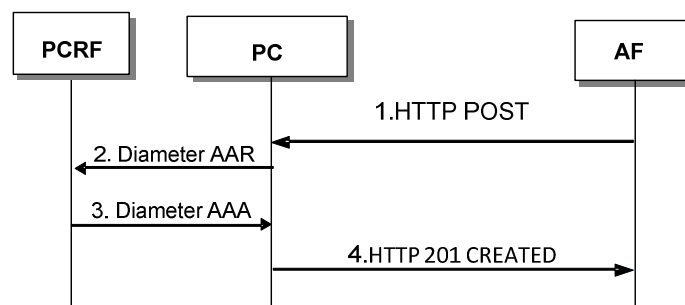 PCRF
PC
AF
1.HTTP POST
2. Diameter AAR
3. Diameter AAA
4.HTTP 201 CREATED